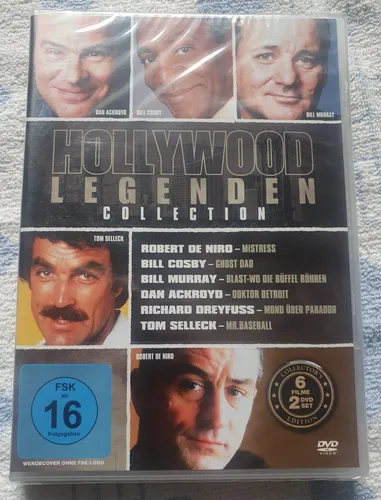 DAN ACKROYD
BILL COSBY
BILL MURRAY
HOLLYWOOD
LEGENDEN
COLLECTION
TOM SELLECK
ROBERT DE NIRO – MISTRESS
BILL COSBY – GHOST DAD
BILL MURRAY – BLAST-WO DIE BÜFFEL RÖHREN
DAN ACKROYD – DOKTOR DETROIT
RICHARD DREYFUSS – MOND ÜBER PARADOR
TOM SELLECK – MR. BASEBALL
ROBERT DE NIRO
FSK
ab
16
freigegeben
COLLECTOR'S
6
FILME
2
DVD
SET
EDITION
WENDECOVER OHNE FSK-LOGO
DVD
VIDEO